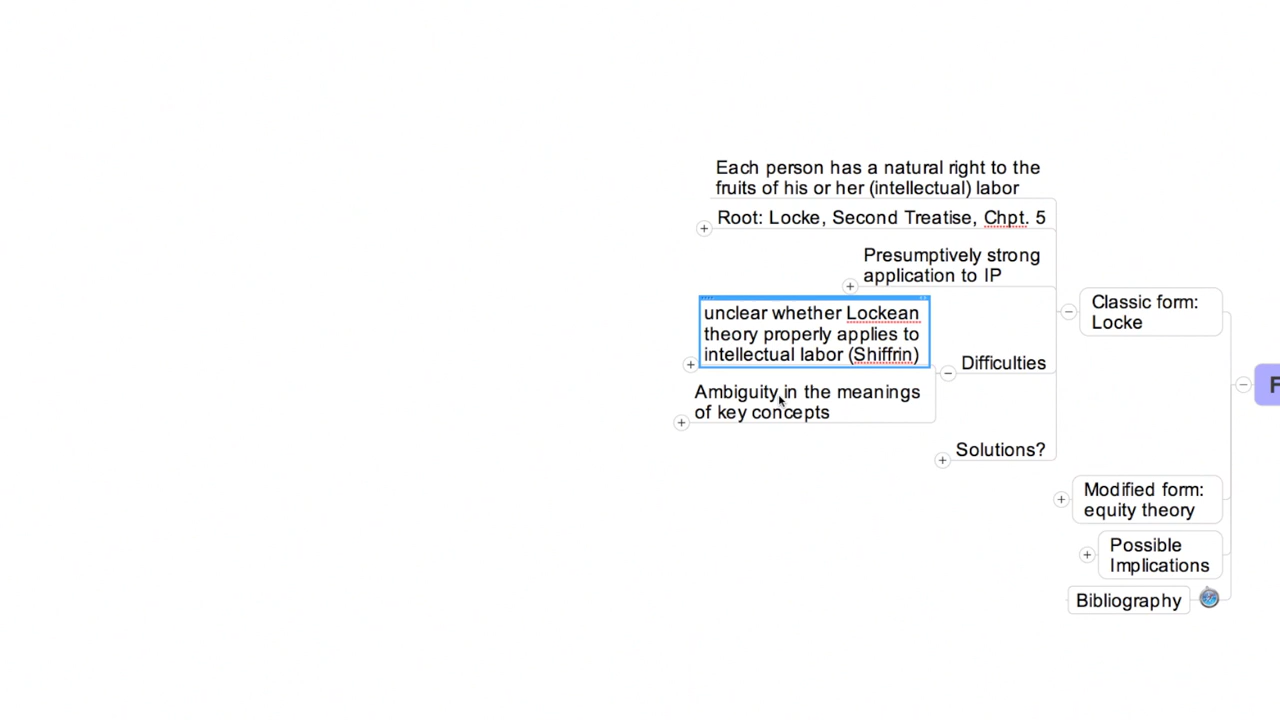 Each person has a natural right to the
fruits of his or her (intellectual) labor
Root: Locke, Second Treatise, Chpt. 5
Presumptively strong
application to IP
unclear whether Lockean
theory properly applies to
intellectual labor (Shiffrin)
Difficulties
Ambiguity in the meanings
of key concepts
Solutions?
Classic form:
Locke
Modified form:
equity theory
Possible
Implications
Bibliography